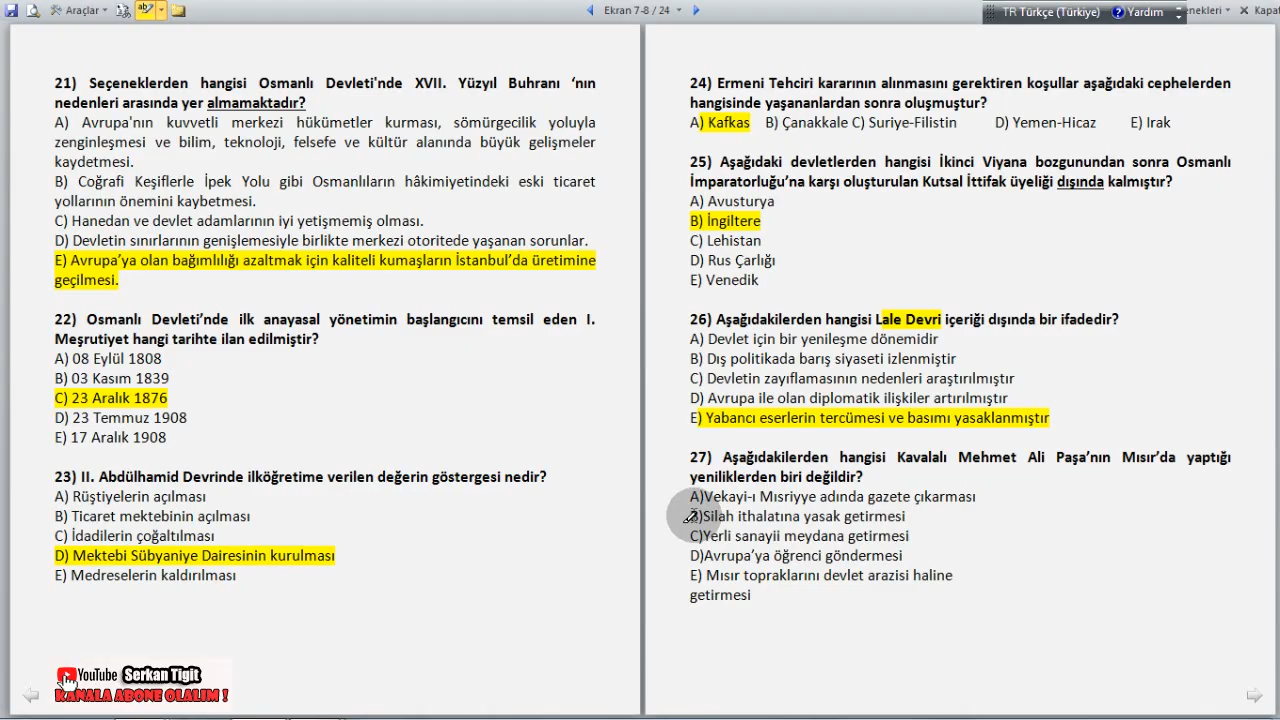 Araçlar
Ekran 7-8 / 24
TR Türkçe (Türkiye)
Yardım
enekleri
Kapa
21) Seçeneklerden hangisi Osmanlı Devleti'nde XVII. Yüzyıl Buhranı ‘nın
nedenleri arasında yer almamaktadır?
A) Avrupa'nın kuvvetli merkezi hükümetler kurması, sömürgecilik yoluyla
zenginleşmesi ve bilim, teknoloji, felsefe ve kültür alanında büyük gelişmeler
kaydetmesi.
B) Coğrafi Keşiflerle İpek Yolu gibi Osmanlıların hâkimiyetindeki eski ticaret
yollarının önemini kaybetmesi.
C) Hanedan ve devlet adamlarının iyi yetişmemiş olması.
D) Devletin sınırlarının genişlemesiyle birlikte merkezi otoritede yaşanan sorunlar.
E) Avrupa’ya olan bağımlılığı azaltmak için kaliteli kumaşların İstanbul’da üretimine
geçilmesi.
22) Osmanlı Devleti’nde ilk anayasal yönetimin başlangıcını temsil eden I.
Meşrutiyet hangi tarihte ilan edilmiştir?
A) 08 Eylül 1808
B) 03 Kasım 1839
C) 23 Aralık 1876
D) 23 Temmuz 1908
E) 17 Aralık 1908
23) II. Abdülhamid Devrinde ilköğretime verilen değerin göstergesi nedir?
A) Rüştiyelerin açılması
B) Ticaret mektebinin açılması
C) İdadilerin çoğaltılması
D) Mektebi Sübyaniye Dairesinin kurulması
E) Medreselerin kaldırılması
YouTube Serkan Tigit
KANALA ABONE OLALIM !
24) Ermeni Tehciri kararının alınmasını gerektiren koşullar aşağıdaki cephelerden
hangisinde yaşananlardan sonra oluşmuştur?
A) Kafkas B) Çanakkale C) Suriye-Filistin D) Yemen-Hicaz E) Irak
25) Aşağıdaki devletlerden hangisi İkinci Viyana bozgunundan sonra Osmanlı
İmparatorluğu’na karşı oluşturulan Kutsal İttifak üyeliği dışında kalmıştır?
A) Avusturya
B) İngiltere
C) Lehistan
D) Rus Çarlığı
E) Venedik
26) Aşağıdakilerden hangisi Lale Devri içeriği dışında bir ifadedir?
A) Devlet için bir yenileşme dönemidir
B) Dış politikada barış siyaseti izlenmiştir
C) Devletin zayıflamasının nedenleri araştırılmıştır
D) Avrupa ile olan diplomatik ilişkiler artırılmıştır
E) Yabancı eserlerin tercümesi ve basımı yasaklanmıştır
27) Aşağıdakilerden hangisi Kavalalı Mehmet Ali Paşa’nın Mısır’da yaptığı
yeniliklerden biri değildir?
A)Vekayi-ı Mısriyye adında gazete çıkarması
B)Silah ithalatına yasak getirmesi
C)Yerli sanayii meydana getirmesi
D)Avrupa’ya öğrenci göndermesi
E) Mısır topraklarını devlet arazisi haline
getirmesi